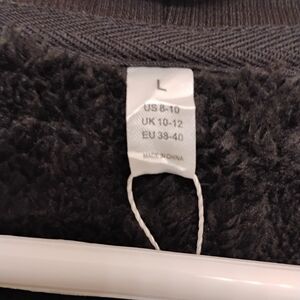 L
US 8-10
UK 10-12
EU 38-40
MADE IN CHINA